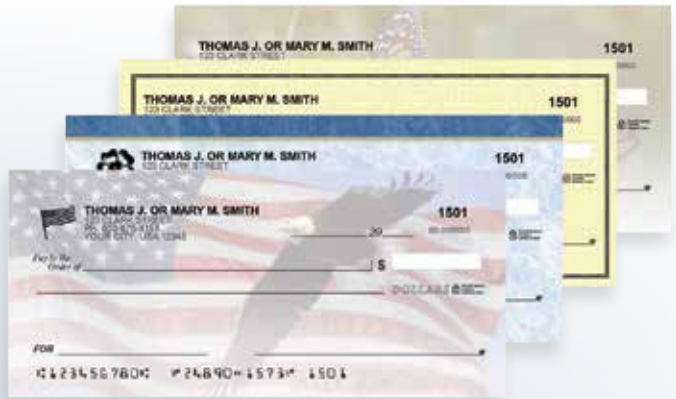 THOMAS J. OR MARY M. SMITH 1501
123 CLARK STREET
THOMAS J. OR MARY M. SMITH 1501
123 CLARK STREET
THOMAS J. OR MARY M. SMITH 1501
123 CLARK STREET
THOMAS J. OR MARY M. SMITH 1501
123 CLARK STREET
YOUR CITY, USA 12345
20
Pay to the
Order of $
DOLLARS
FOR
⑆123456780⑆ ⑈24890⑉1573⑈ 1501